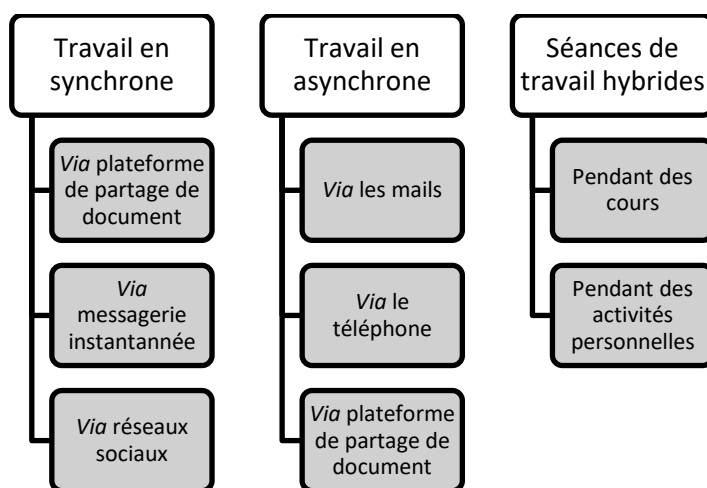 Travail en
synchrone
Via plateforme
de partage de
document
Via
messagerie
instantannée
Via réseaux
sociaux
Travail en
asynchrone
Via les mails
Via le
téléphone
Via plateforme
de partage de
document
Séances de
travail hybrides
Pendant des
cours
Pendant des
activités
personnelles